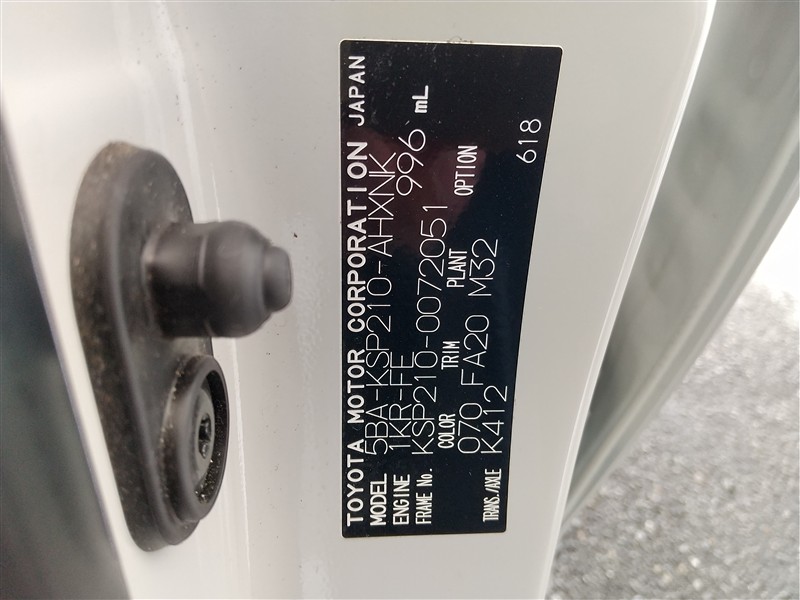 TOYOTA MOTOR CORPORATION JAPAN
MODEL 5BA-KSP210-AHXNK
ENGINE 1KR-FE 996 mL
FRAME No. KSP210-0072051
COLOR TRIM PLANT OPTION
070 FA20 M32
TRANS./AXLE K412
618